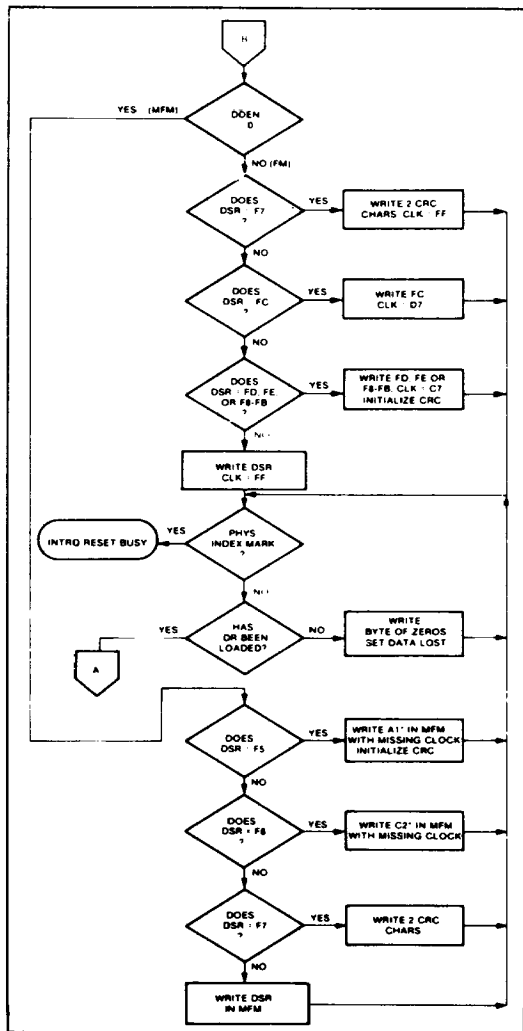 B
YES (MFM)
DDEN
0
NO (FM)
DOES
DSR = F7
?
YES
WRITE 2 CRC
CHARS CLK = FF
NO
DOES
DSR = FC
?
YES
WRITE FC
CLK = D7
NO
DOES
DSR = FD, FE
OR F8-FB
?
YES
WRITE FD, FE OR
F8-FB, CLK = C7
INITIALIZE CRC
NO
WRITE DSR
CLK = FF
PHYS
INDEX MARK
?
YES
INTRQ RESET BUSY
NO
HAS
DR BEEN
LOADED?
YES
A
NO
WRITE
BYTE OF ZEROS
SET DATA LOST
DOES
DSR = F5
?
YES
WRITE A1* IN MFM
WITH MISSING CLOCK
INITIALIZE CRC
NO
DOES
DSR = F6
?
YES
WRITE C2* IN MFM
WITH MISSING CLOCK
NO
DOES
DSR = F7
?
YES
WRITE 2 CRC
CHARS
NO
WRITE DSR
IN MFM